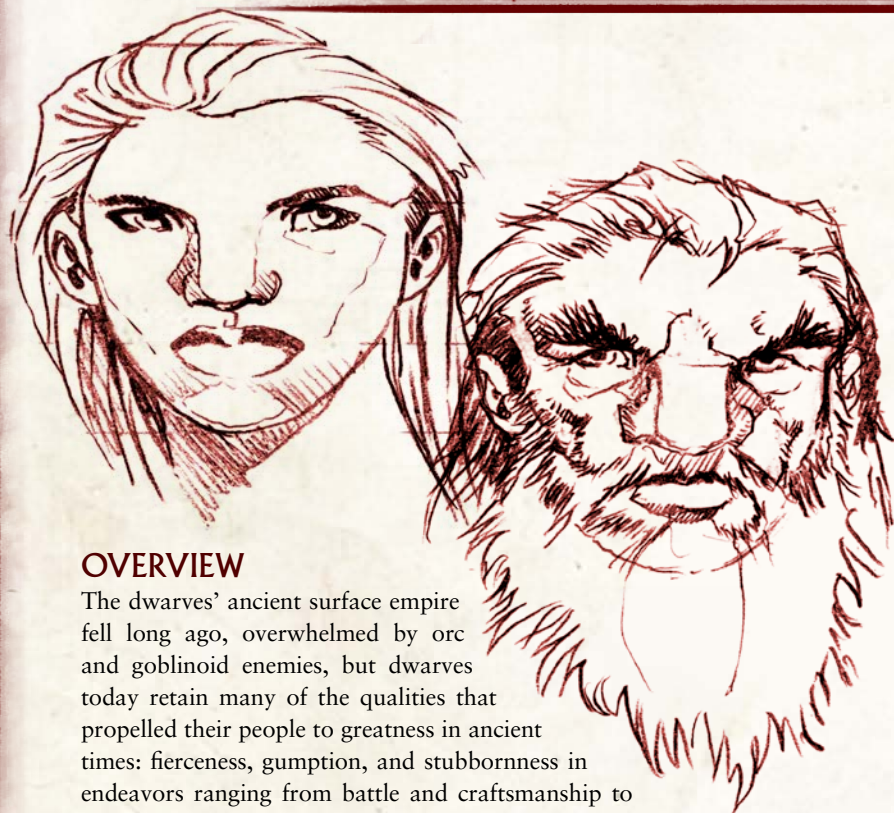 OVERVIEW
The dwarves’ ancient surface empire
fell long ago, overwhelmed by orc
and goblinoid enemies, but dwarves
today retain many of the qualities that
propelled their people to greatness in ancient
times: fierceness, gumption, and stubbornness in
endeavors ranging from battle and craftsmanship to